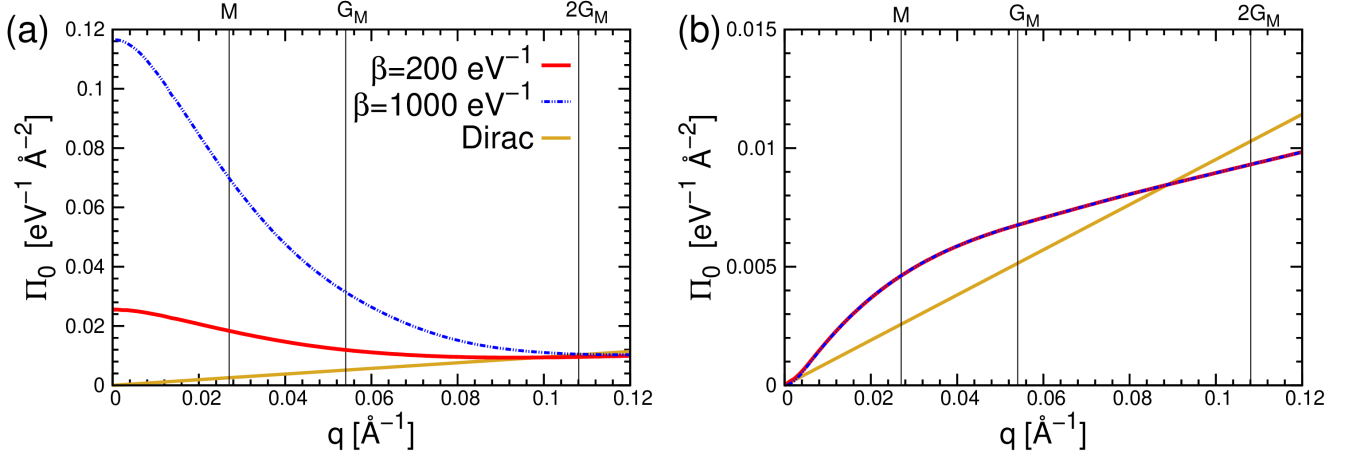 (a)
M G_M 2G_M
0.12
0.1
0.08
0.06
0.04
0.02
0
Π₀ [eV⁻¹ Å⁻²]
β=200 eV⁻¹
β=1000 eV⁻¹
Dirac
0 0.02 0.04 0.06 0.08 0.1 0.12
q [Å⁻¹]
(b)
M G_M 2G_M
0.015
0.01
0.005
0
Π₀ [eV⁻¹ Å⁻²]
0 0.02 0.04 0.06 0.08 0.1 0.12
q [Å⁻¹]